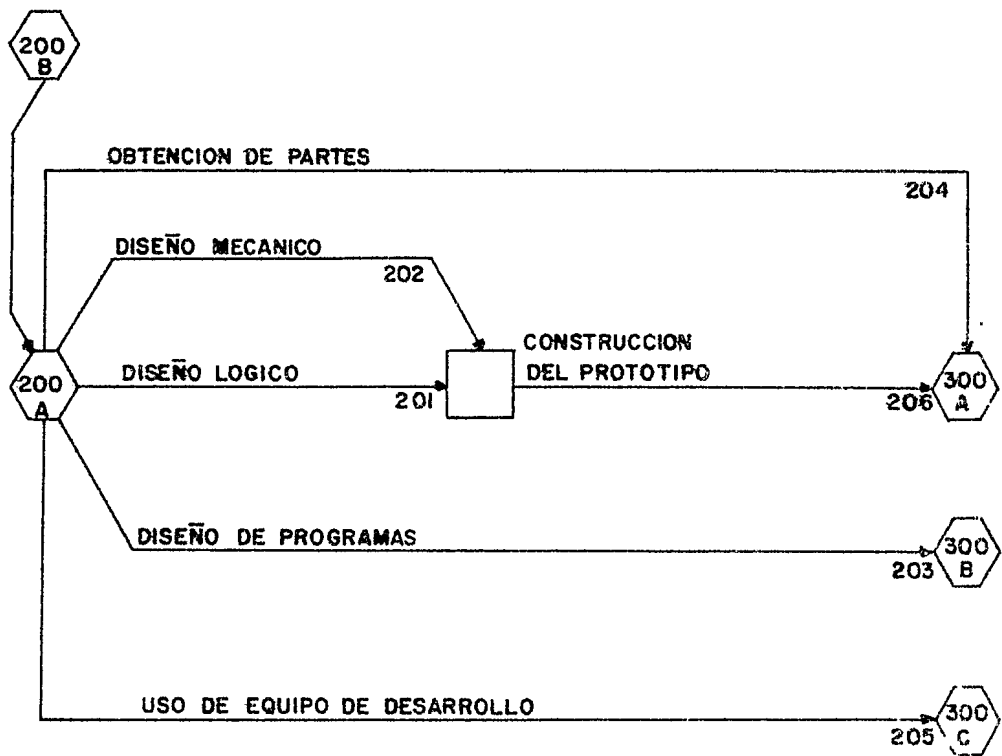 200
B
OBTENCION DE PARTES
204
DISEÑO MECANICO
202
CONSTRUCCION
DEL PROTOTIPO
200
A
DISEÑO LOGICO
201
206
300
A
DISEÑO DE PROGRAMAS
203
300
B
USO DE EQUIPO DE DESARROLLO
205
300
C